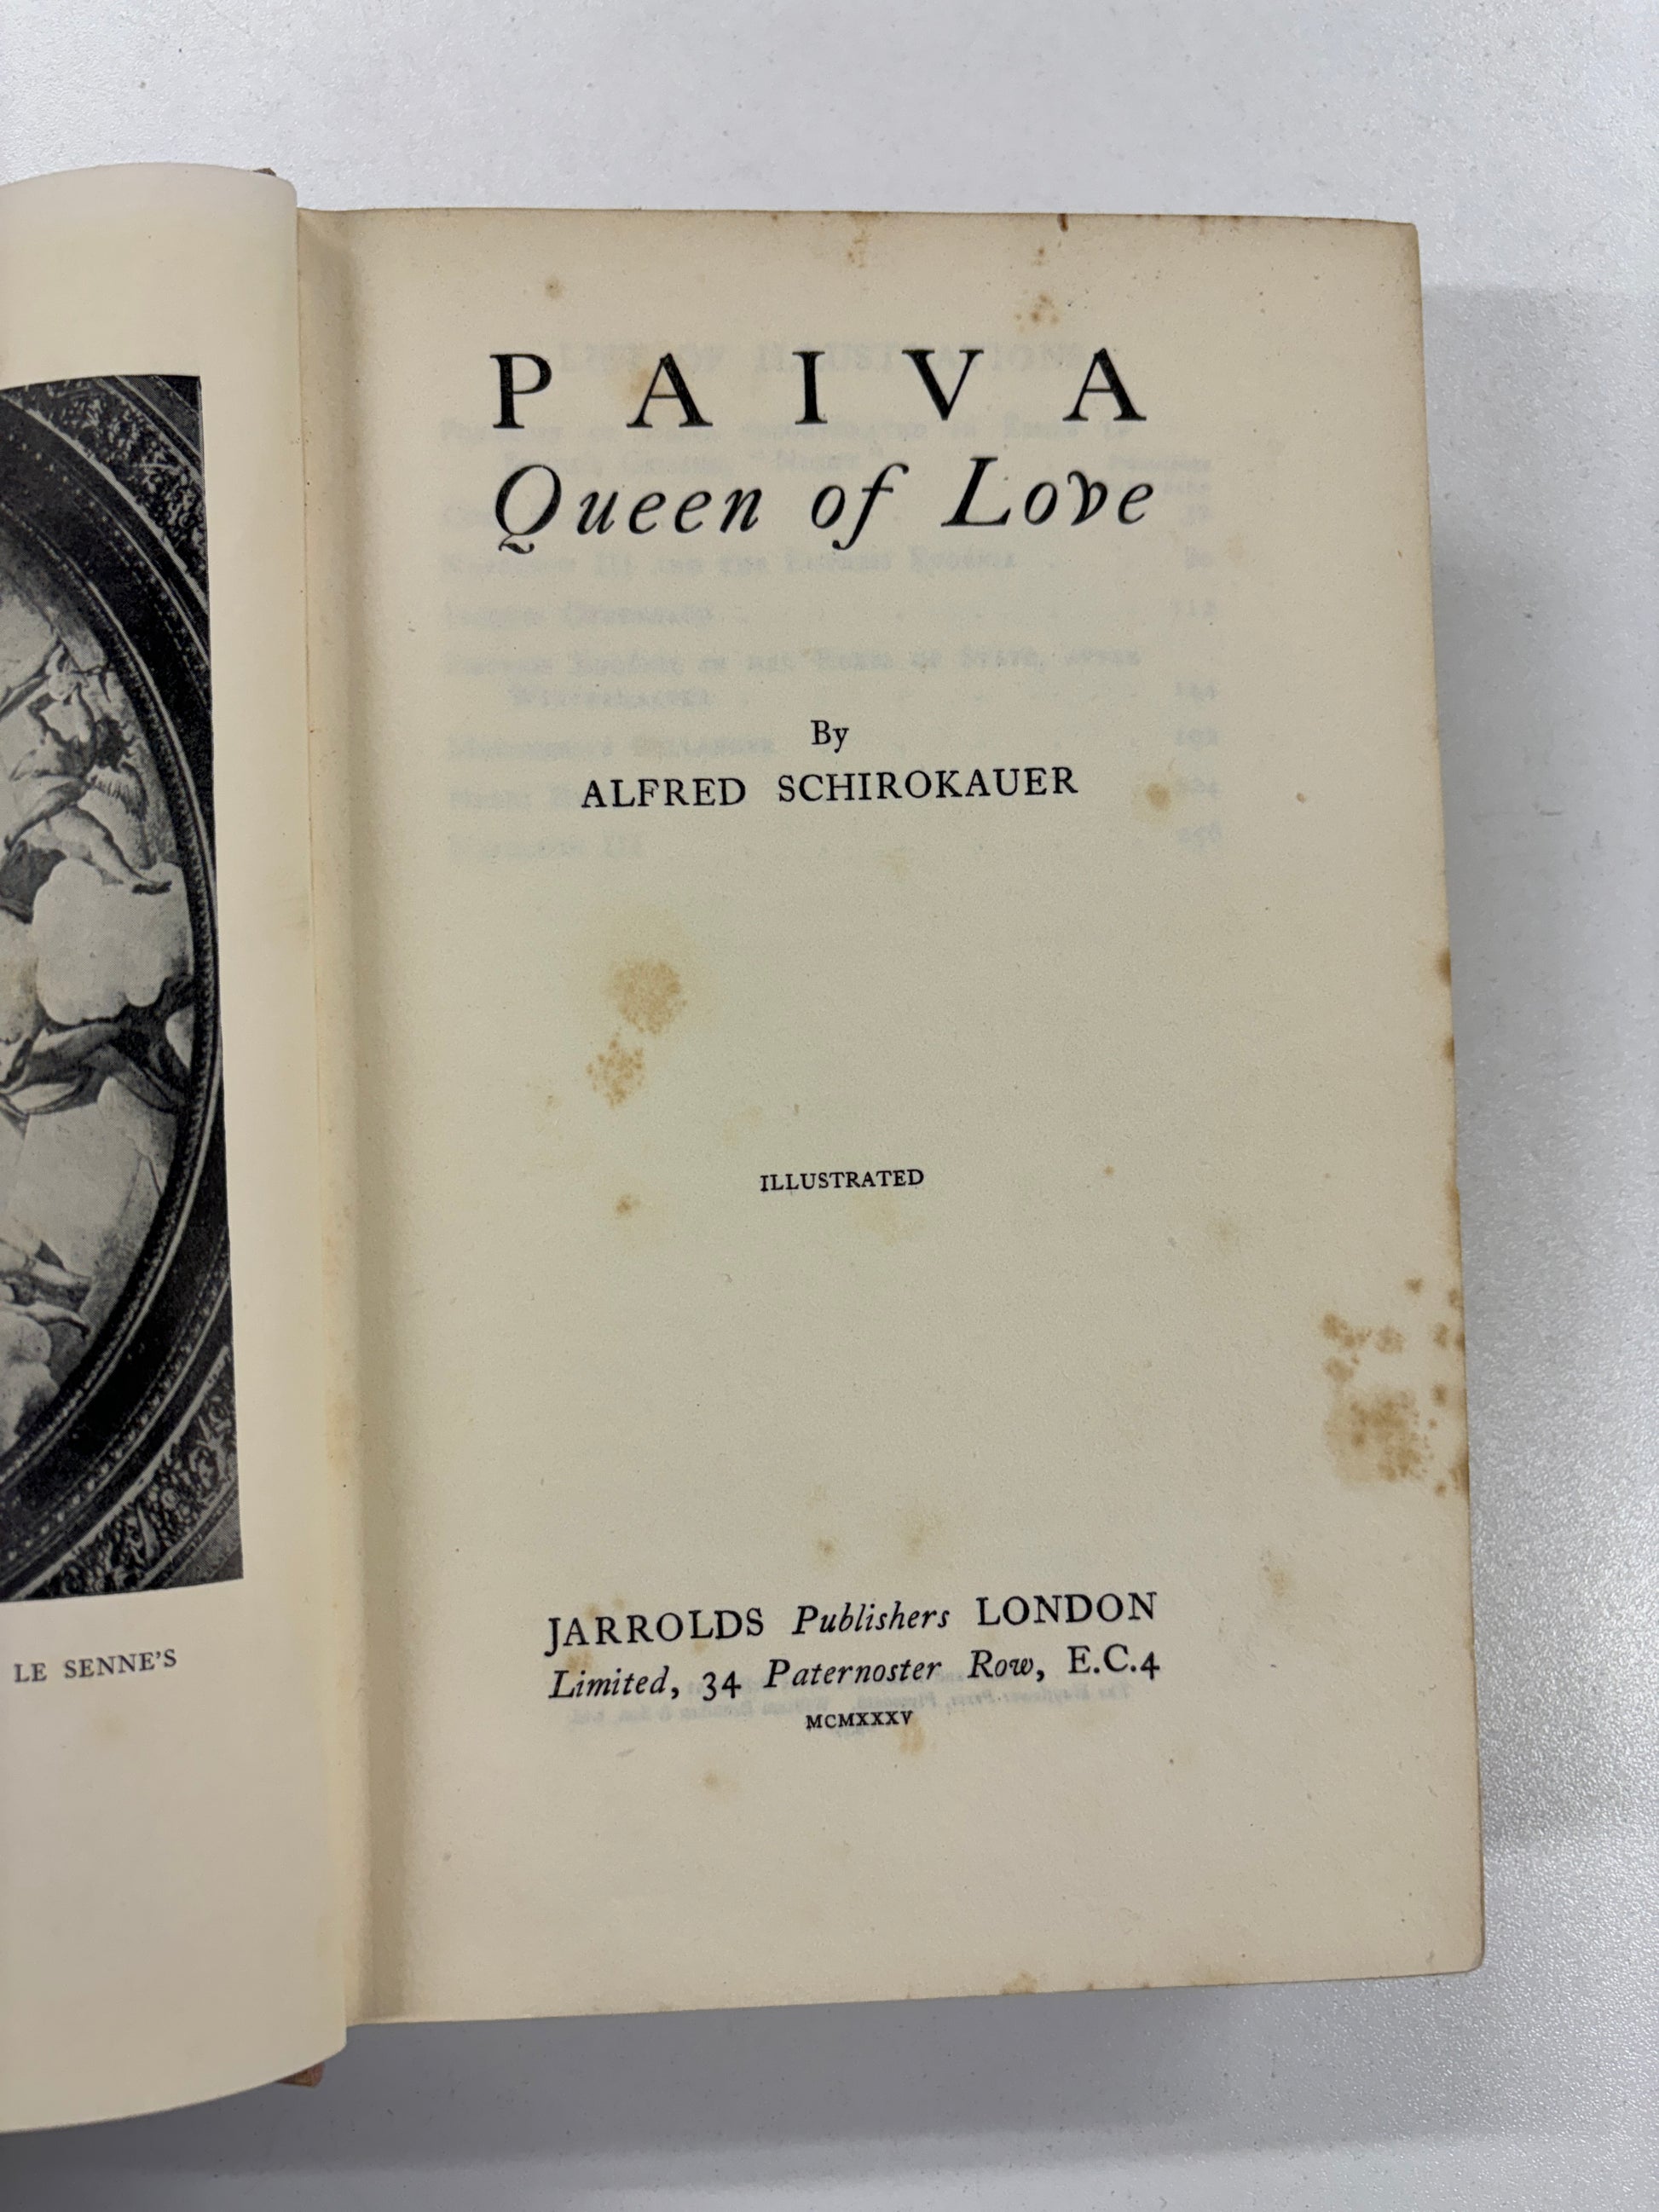 PAIVA
Queen of Love
By
ALFRED SCHIROKAUER
ILLUSTRATED
JARROLDS Publishers LONDON
Limited, 34 Paternoster Row, E.C.4
MCMXXXV
LE SENNE'S